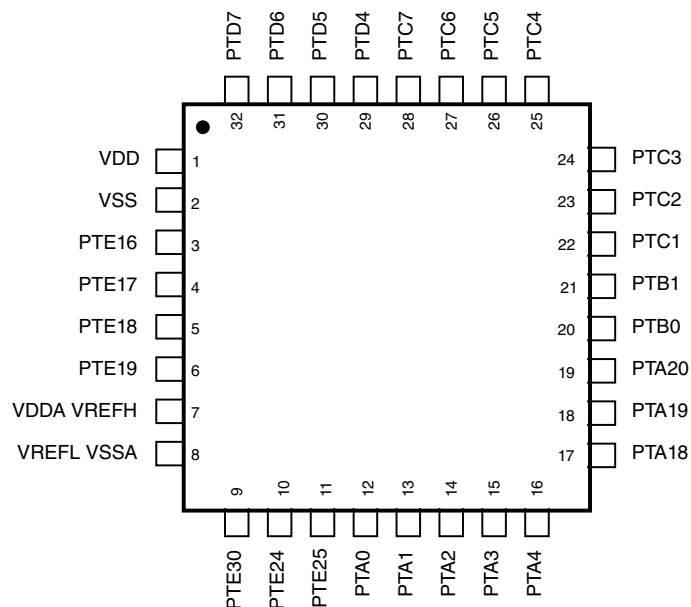 PTD7 PTD6 PTD5 PTD4 PTC7 PTC6 PTC5 PTC4
32 31 30 29 28 27 26 25
VDD 1 24 PTC3
VSS 2 23 PTC2
PTE16 3 22 PTC1
PTE17 4 21 PTB1
PTE18 5 20 PTB0
PTE19 6 19 PTA20
VDDA VREFH 7 18 PTA19
VREFL VSSA 8 17 PTA18
9 10 11 12 13 14 15 16
PTE30 PTE24 PTE25 PTA0 PTA1 PTA2 PTA3 PTA4